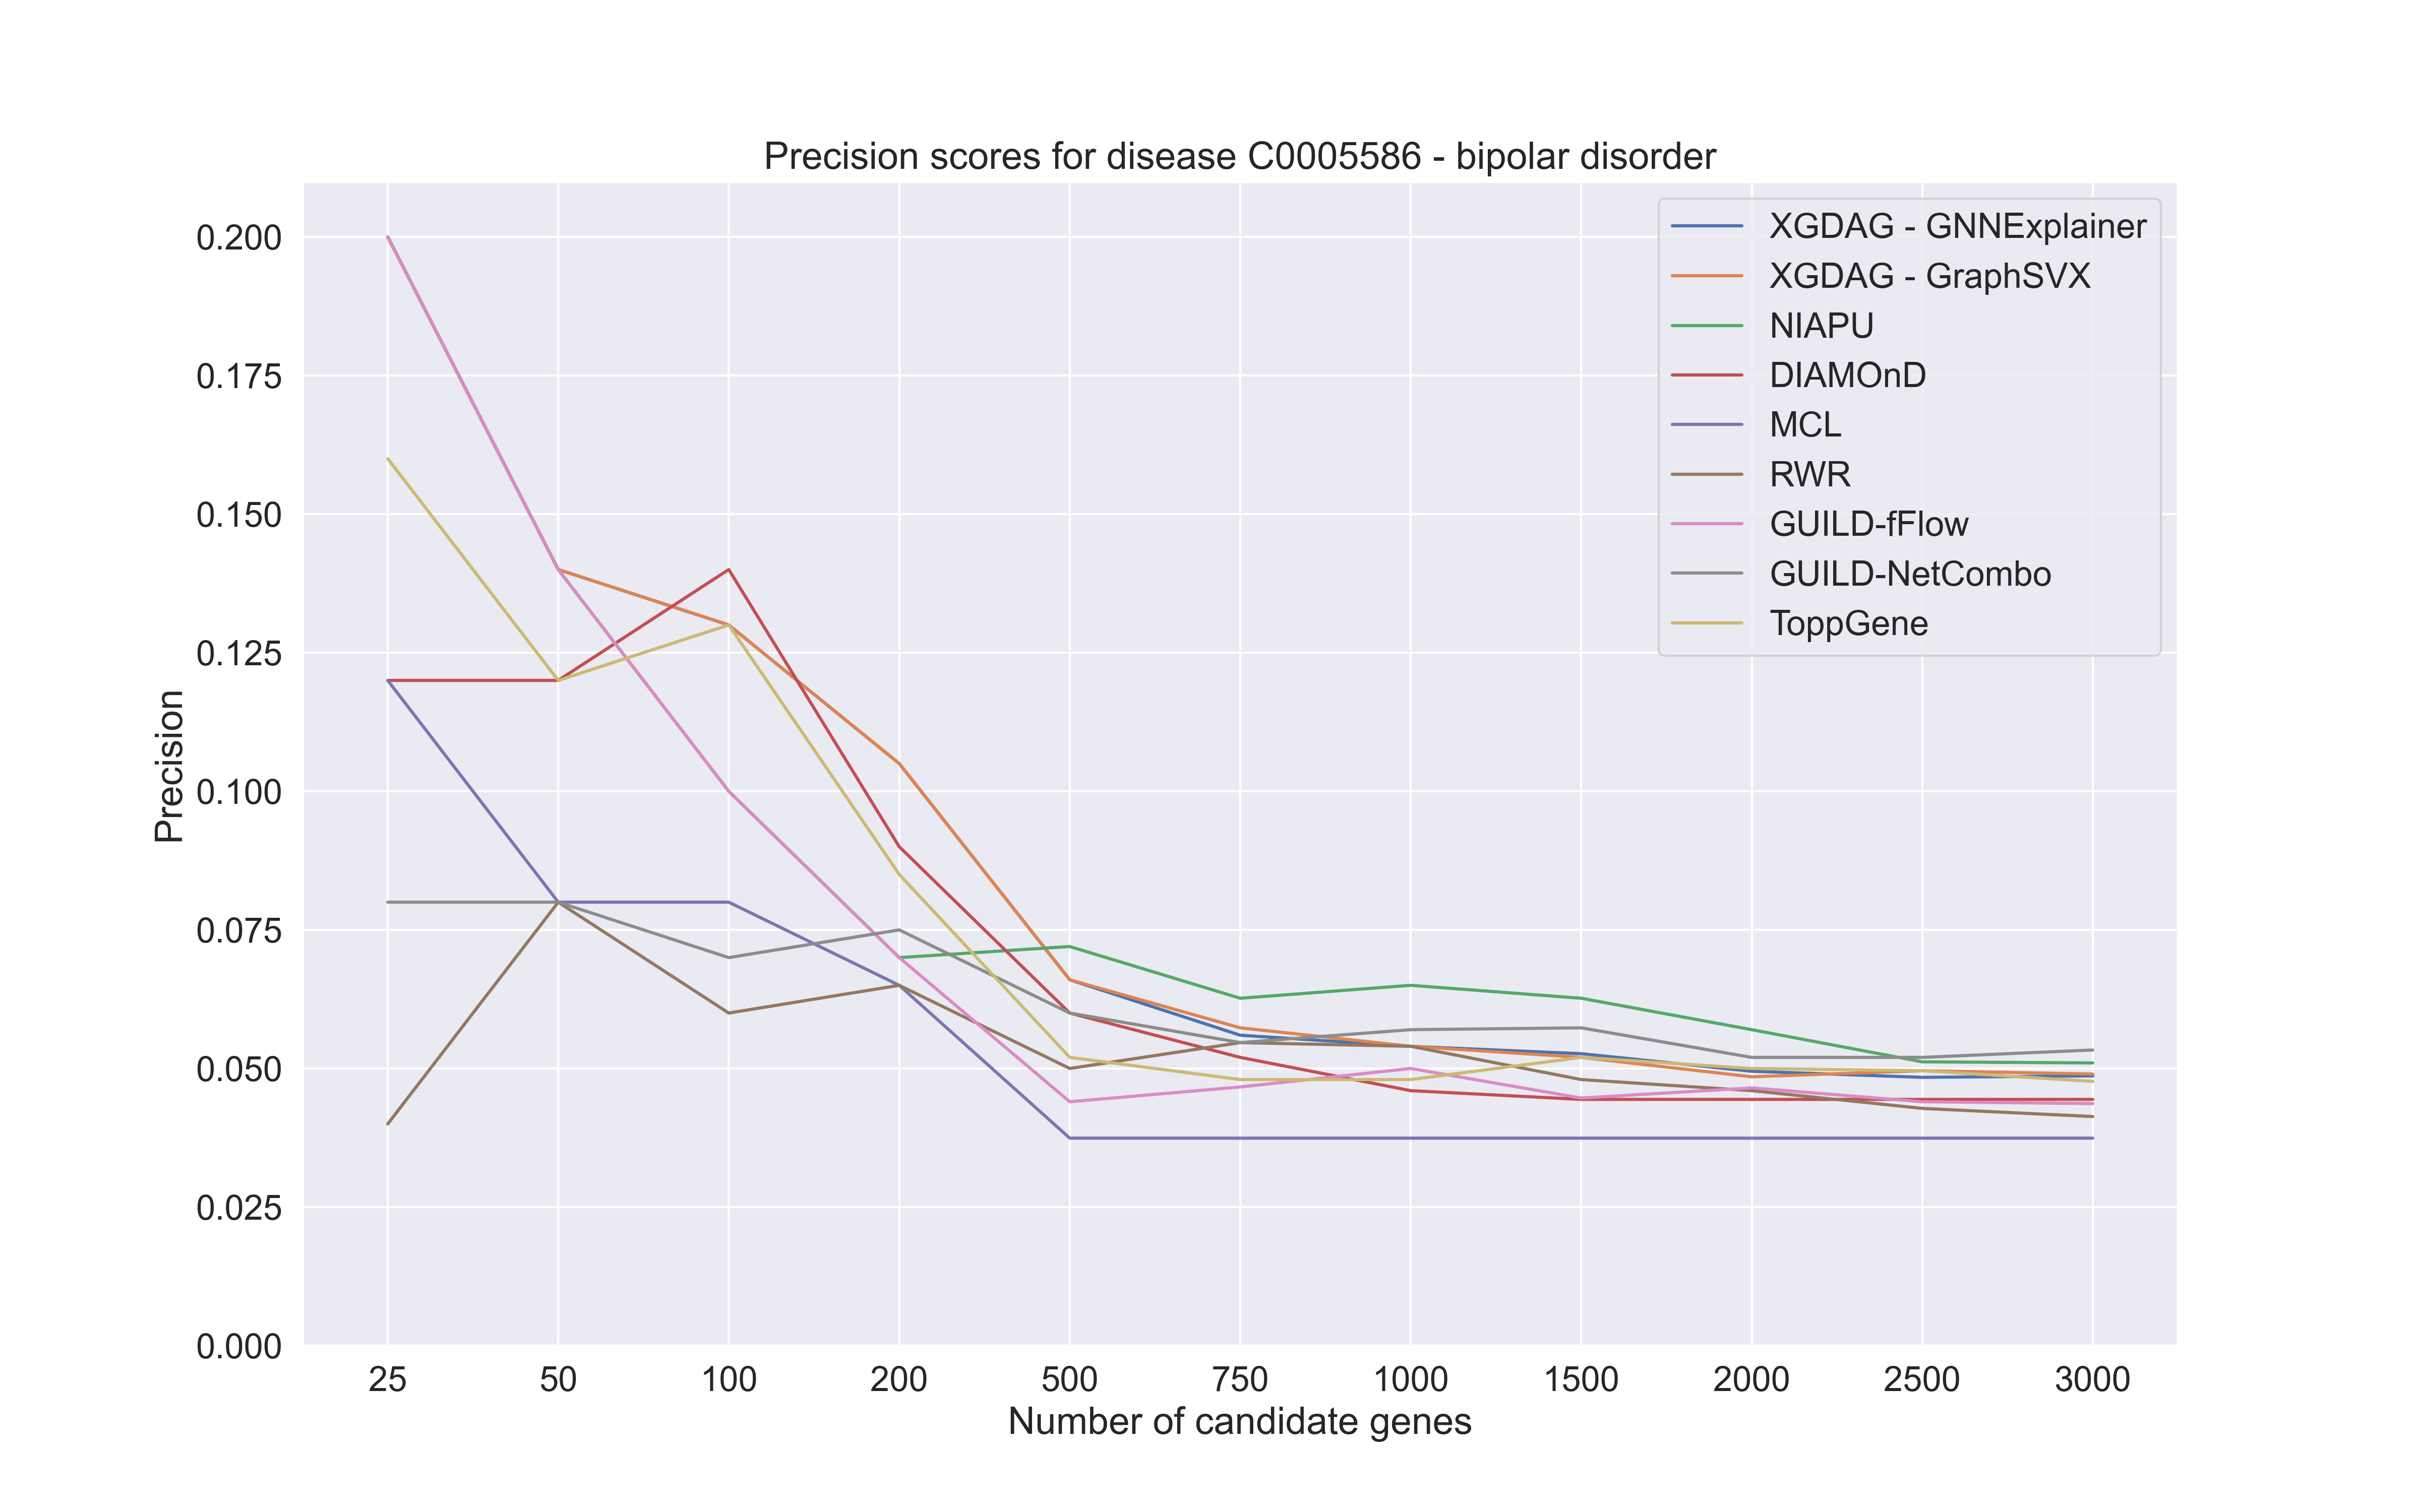 Precision scores for disease C0005586 - bipolar disorder
XGDAG - GNNExplainer
XGDAG - GraphSVX
NIAPU
DIAMOnD
MCL
RWR
GUILD-fFlow
GUILD-NetCombo
ToppGene
Precision
0.200
0.175
0.150
0.125
0.100
0.075
0.050
0.025
0.000
25 50 100 200 500 750 1000 1500 2000 2500 3000
Number of candidate genes